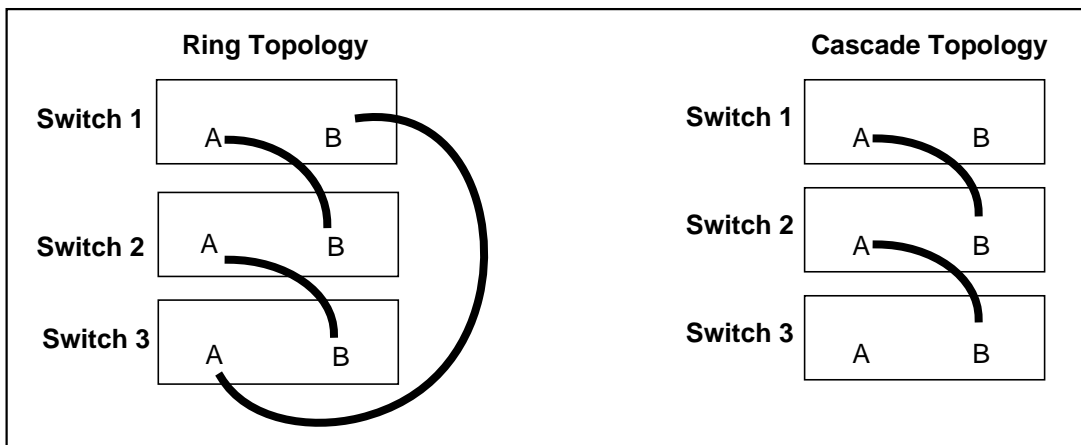 Ring Topology
Switch 1
A B
Switch 2
A B
Switch 3
A B
Cascade Topology
Switch 1
A B
Switch 2
A B
Switch 3
A B